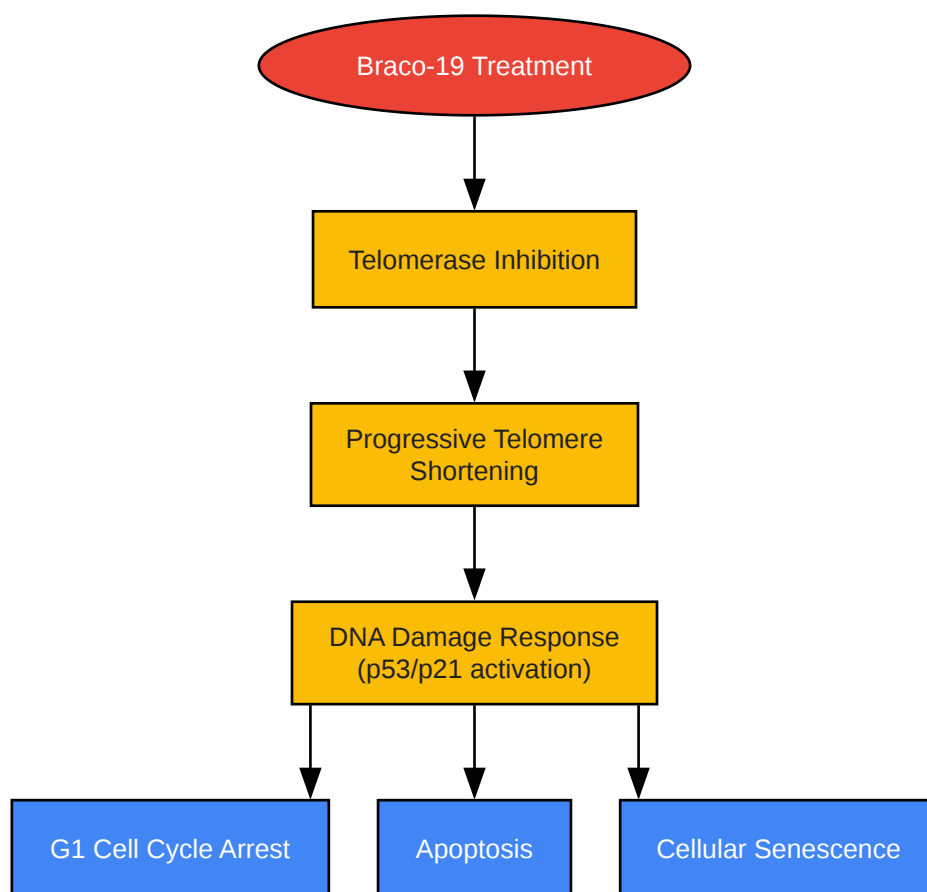 Braco-19 Treatment
Telomerase Inhibition
Progressive Telomere
Shortening
DNA Damage Response
(p53/p21 activation)
G1 Cell Cycle Arrest
Apoptosis
Cellular Senescence